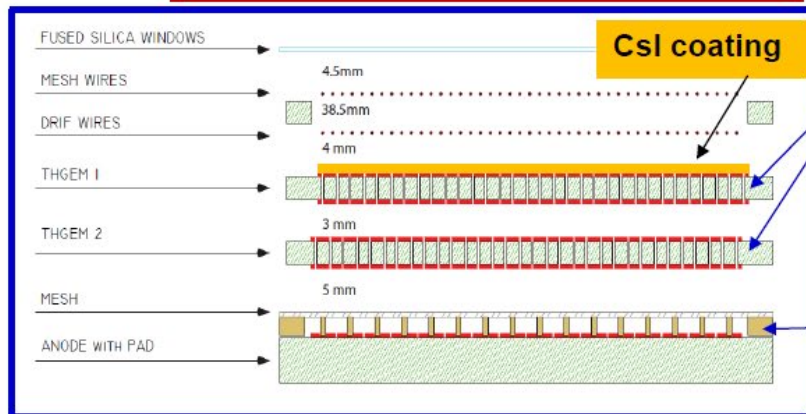 FUSED SILICA WINDOWS
CsI coating
4.5mm
MESH WIRES
38.5mm
DRIF WIRES
4 mm
THGEM 1
3 mm
THGEM 2
5 mm
MESH
ANODE WITH PAD